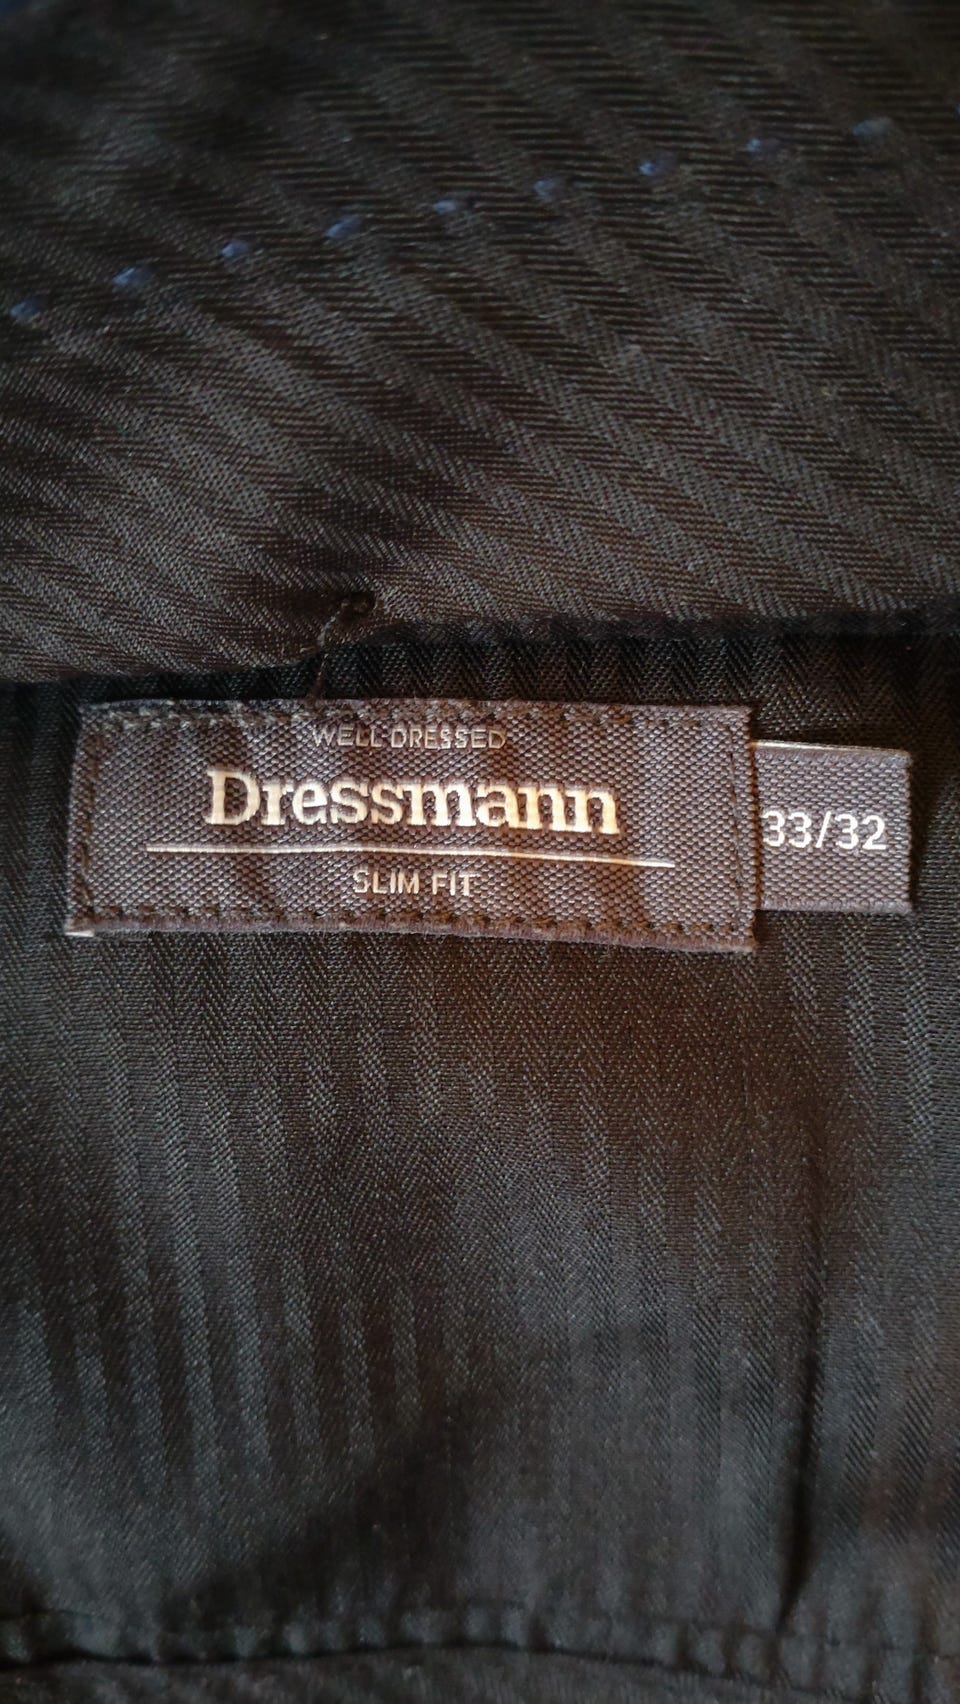 WELL DRESSED
Dressmann
SLIM FIT
33/32